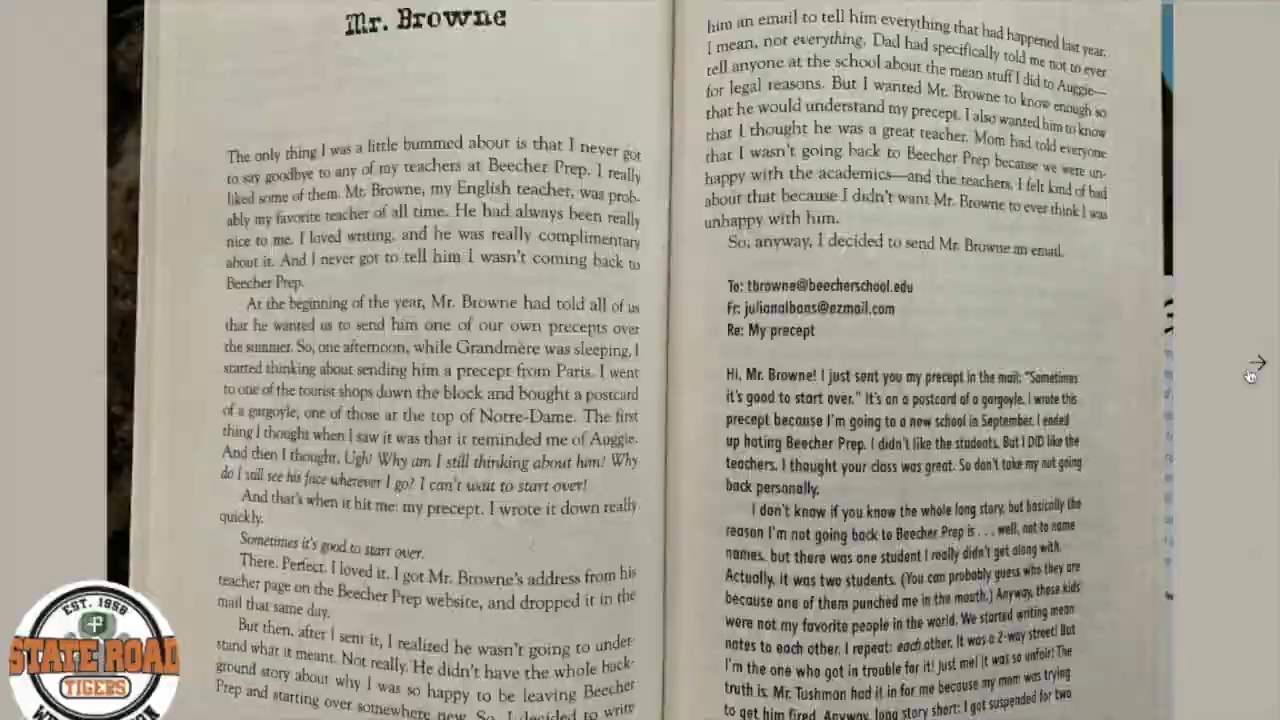 Mr. Browne
The only thing I was a little bummed about is that I never got
to say goodbye to any of my teachers at Beecher Prep. I really
liked some of them. Mr. Browne, my English teacher, was prob-
ably my favorite teacher of all time. He had always been really
nice to me. I loved writing, and he was really complimentary
about it. And I never got to tell him I wasn't coming back to
Beecher Prep.
At the beginning of the year, Mr. Browne had told all of us
that he wanted us to send him one of our own precepts over
the summer. So, one afternoon, while Grandmère was sleeping, I
started thinking about sending him a precept from Paris. I went
to one of the tourist shops down the block and bought a postcard
of a gargoyle, one of those at the top of Notre-Dame. The first
thing I thought when I saw it was that it reminded me of Auggie.
And then I thought, Ugh! Why am I still thinking about him? Why
do I still see his face wherever I go? I can't wait to start over!
And that's when it hit me: my precept. I wrote it down really
quickly.
Sometimes it's good to start over.
There. Perfect. I loved it. I got Mr. Browne's address from his
teacher page on the Beecher Prep website, and dropped it in the
mail that same day.
But then, after I sent it, I realized he wasn't going to under-
stand what it meant. Not really. He didn't have the whole back-
ground story about why I was so happy to be leaving Beecher
Prep and starting over somewhere new. So, I decided to write
him an email to tell him everything that had happened last year.
I mean, not everything. Dad had specifically told me not to ever
tell anyone at the school about the mean stuff I did to Auggie—
for legal reasons. But I wanted Mr. Browne to know enough so
that he would understand my precept. I also wanted him to know
that I thought he was a great teacher. Mom had told everyone
that I wasn't going back to Beecher Prep because we were un-
happy with the academics—and the teachers. I felt kind of bad
about that because I didn't want Mr. Browne to ever think I was
unhappy with him.
So, anyway, I decided to send Mr. Browne an email.
To: tbrowne@beecherschool.edu
Fr: julianalbans@ezmail.com
Re: My precept
Hi, Mr. Browne! I just sent you my precept in the mail: "Sometimes
it's good to start over." It's on a postcard of a gargoyle. I wrote this
precept because I'm going to a new school in September. I ended
up hating Beecher Prep. I didn't like the students. But I DID like the
teachers. I thought your class was great. So don't take my not going
back personally.
I don't know if you know the whole long story, but basically the
reason I'm not going back to Beecher Prep is . . . well, not to name
names, but there was one student I really didn't get along with.
Actually, it was two students. (You can probably guess who they are
because one of them punched me in the mouth.) Anyway, these kids
were not my favorite people in the world. We started writing mean
notes to each other. I repeat: each other. It was a 2-way street! But
I'm the one who got in trouble for it! Just me! It was so unfair! The
truth is, Mr. Tushman had it in for me because my mom was trying
to get him fired. Anyway, long story short: I got suspended for two
EST. 1958
STATE ROAD
TIGERS